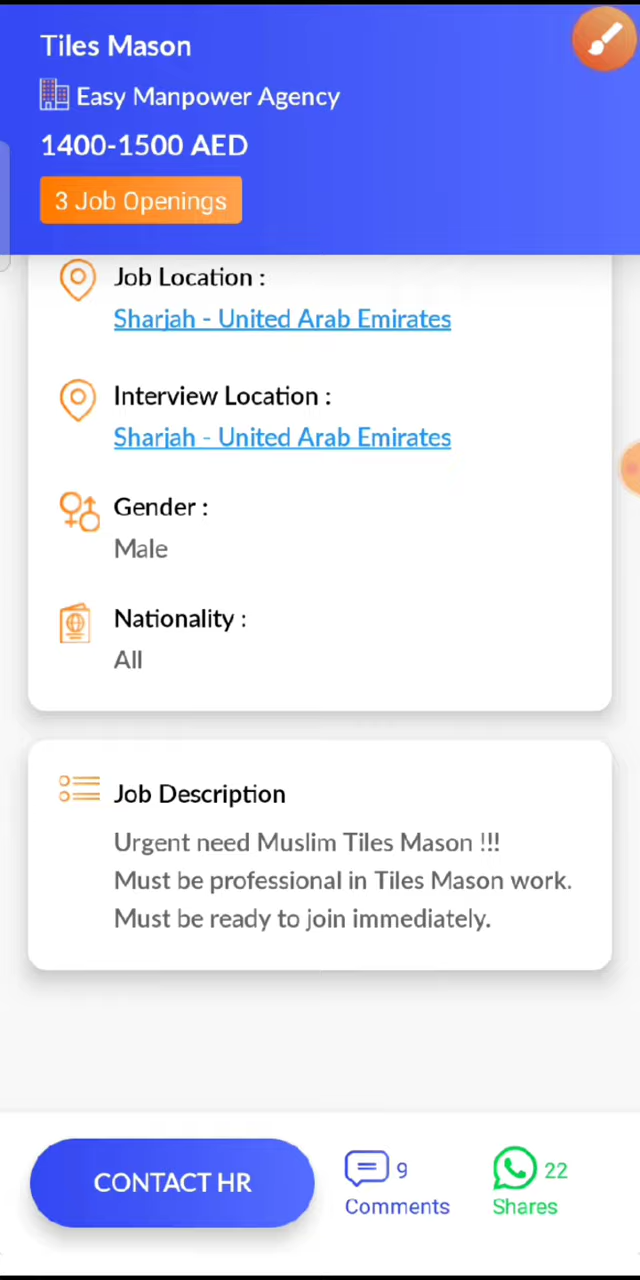 Tiles Mason
Easy Manpower Agency
1400-1500 AED
3 Job Openings
Job Location :
Sharjah - United Arab Emirates
Interview Location :
Sharjah - United Arab Emirates
Gender :
Male
Nationality :
All
Job Description
Urgent need Muslim Tiles Mason !!!
Must be professional in Tiles Mason work.
Must be ready to join immediately.
CONTACT HR
9
Comments
22
Shares